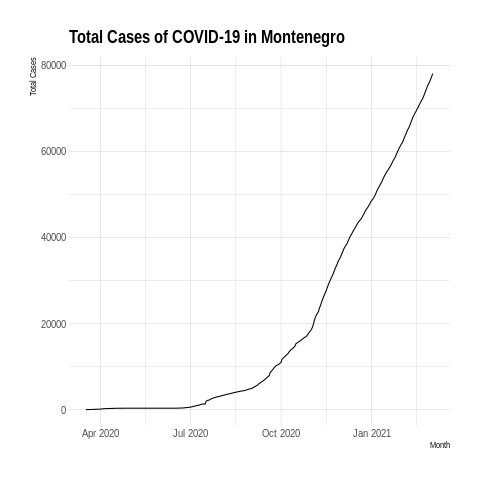 Total Cases of COVID-19 in Montenegro
Total Cases
80000
60000
40000
20000
0
Apr 2020 Jul 2020 Oct 2020 Jan 2021
Month